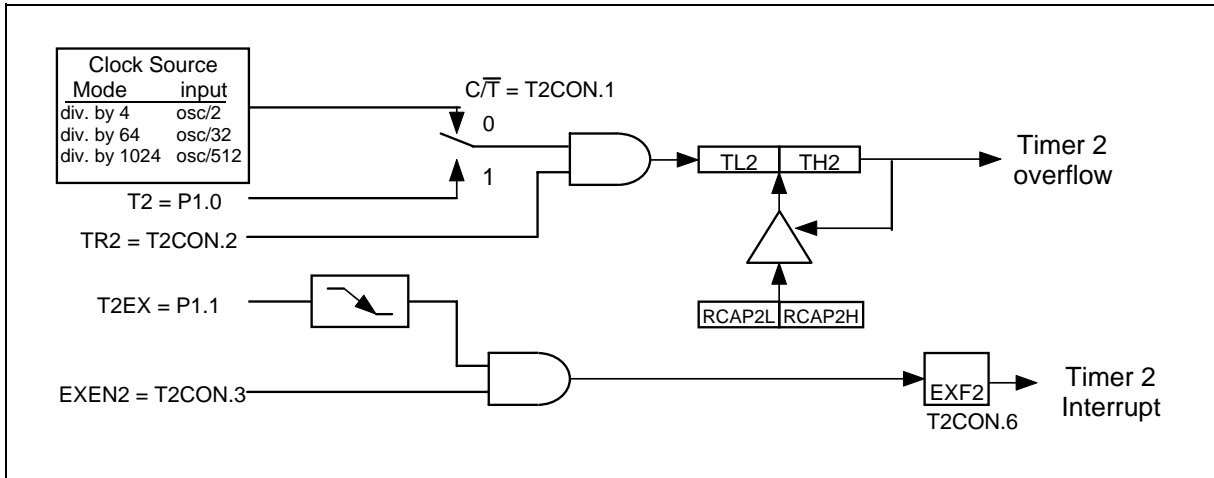 Clock Source
Mode input
div. by 4 osc/2
div. by 64 osc/32
div. by 1024 osc/512
C/T̅ = T2CON.1
0
1
T2 = P1.0
TR2 = T2CON.2
TL2 TH2
Timer 2
overflow
T2EX = P1.1
RCAP2L RCAP2H
EXEN2 = T2CON.3
EXF2
T2CON.6
Timer 2
Interrupt